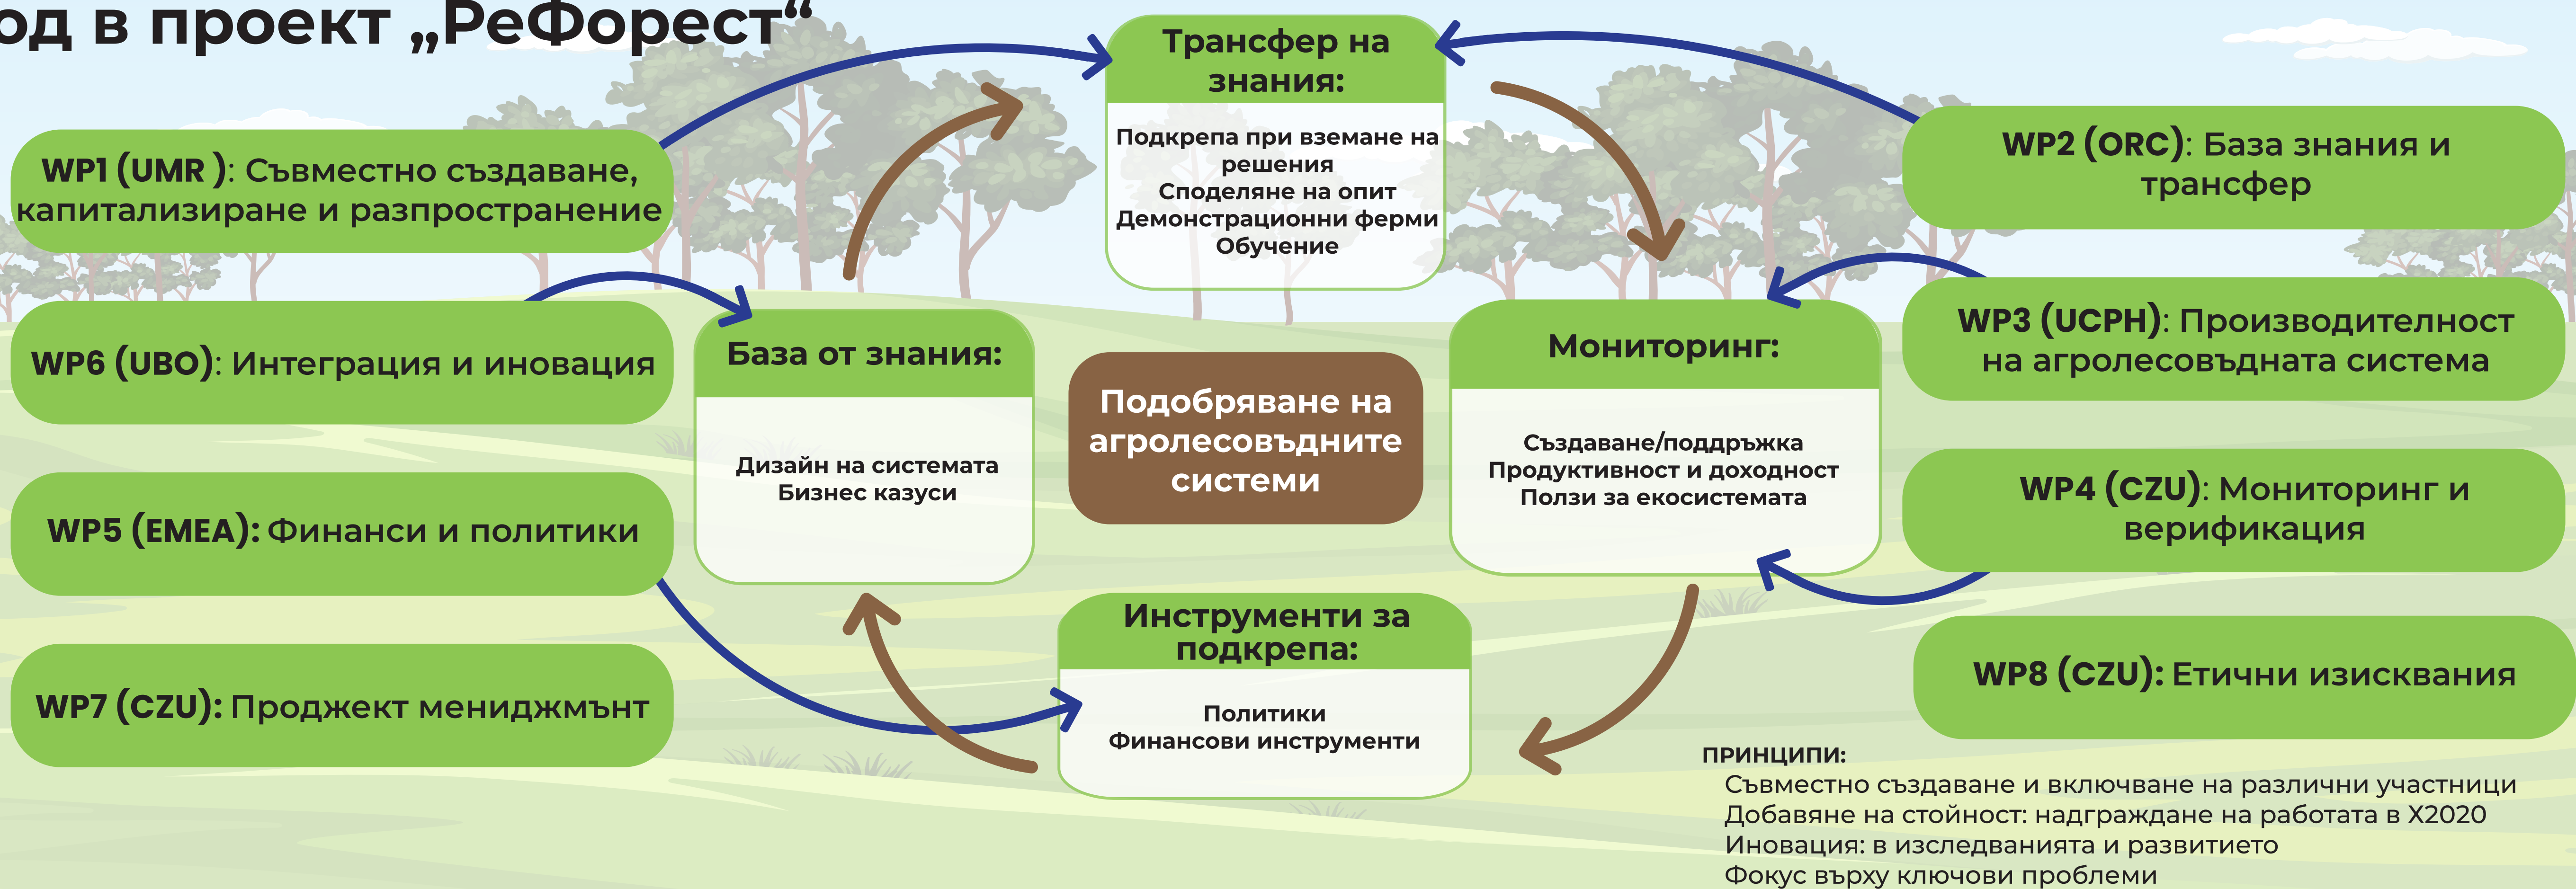 од в проект „РеФорест“
Трансфер на
знания:
Подкрепа при вземане на
решения
Споделяне на опит
Демонстрационни ферми
Обучение
WP1 (UMR ): Съвместно създаване,
капитализиране и разпространение
WP2 (ORC): База знания и
трансфер
WP6 (UBO): Интеграция и иновация
База от знания:
Дизайн на системата
Бизнес казуси
Подобряване на
агролесовъдните
системи
Мониторинг:
Създаване/поддръжка
Продуктивност и доходност
Ползи за екосистемата
WP3 (UCPH): Производителност
на агролесовъдната система
WP5 (EMEA): Финанси и политики
WP4 (CZU): Мониторинг и
верификация
Инструменти за
подкрепа:
Политики
Финансови инструменти
WP7 (CZU): Проджект мениджмънт
WP8 (CZU): Етични изисквания
ПРИНЦИПИ:
Съвместно създаване и включване на различни участници
Добавяне на стойност: надграждане на работата в Х2020
Иновация: в изследванията и развитието
Фокус върху ключови проблеми